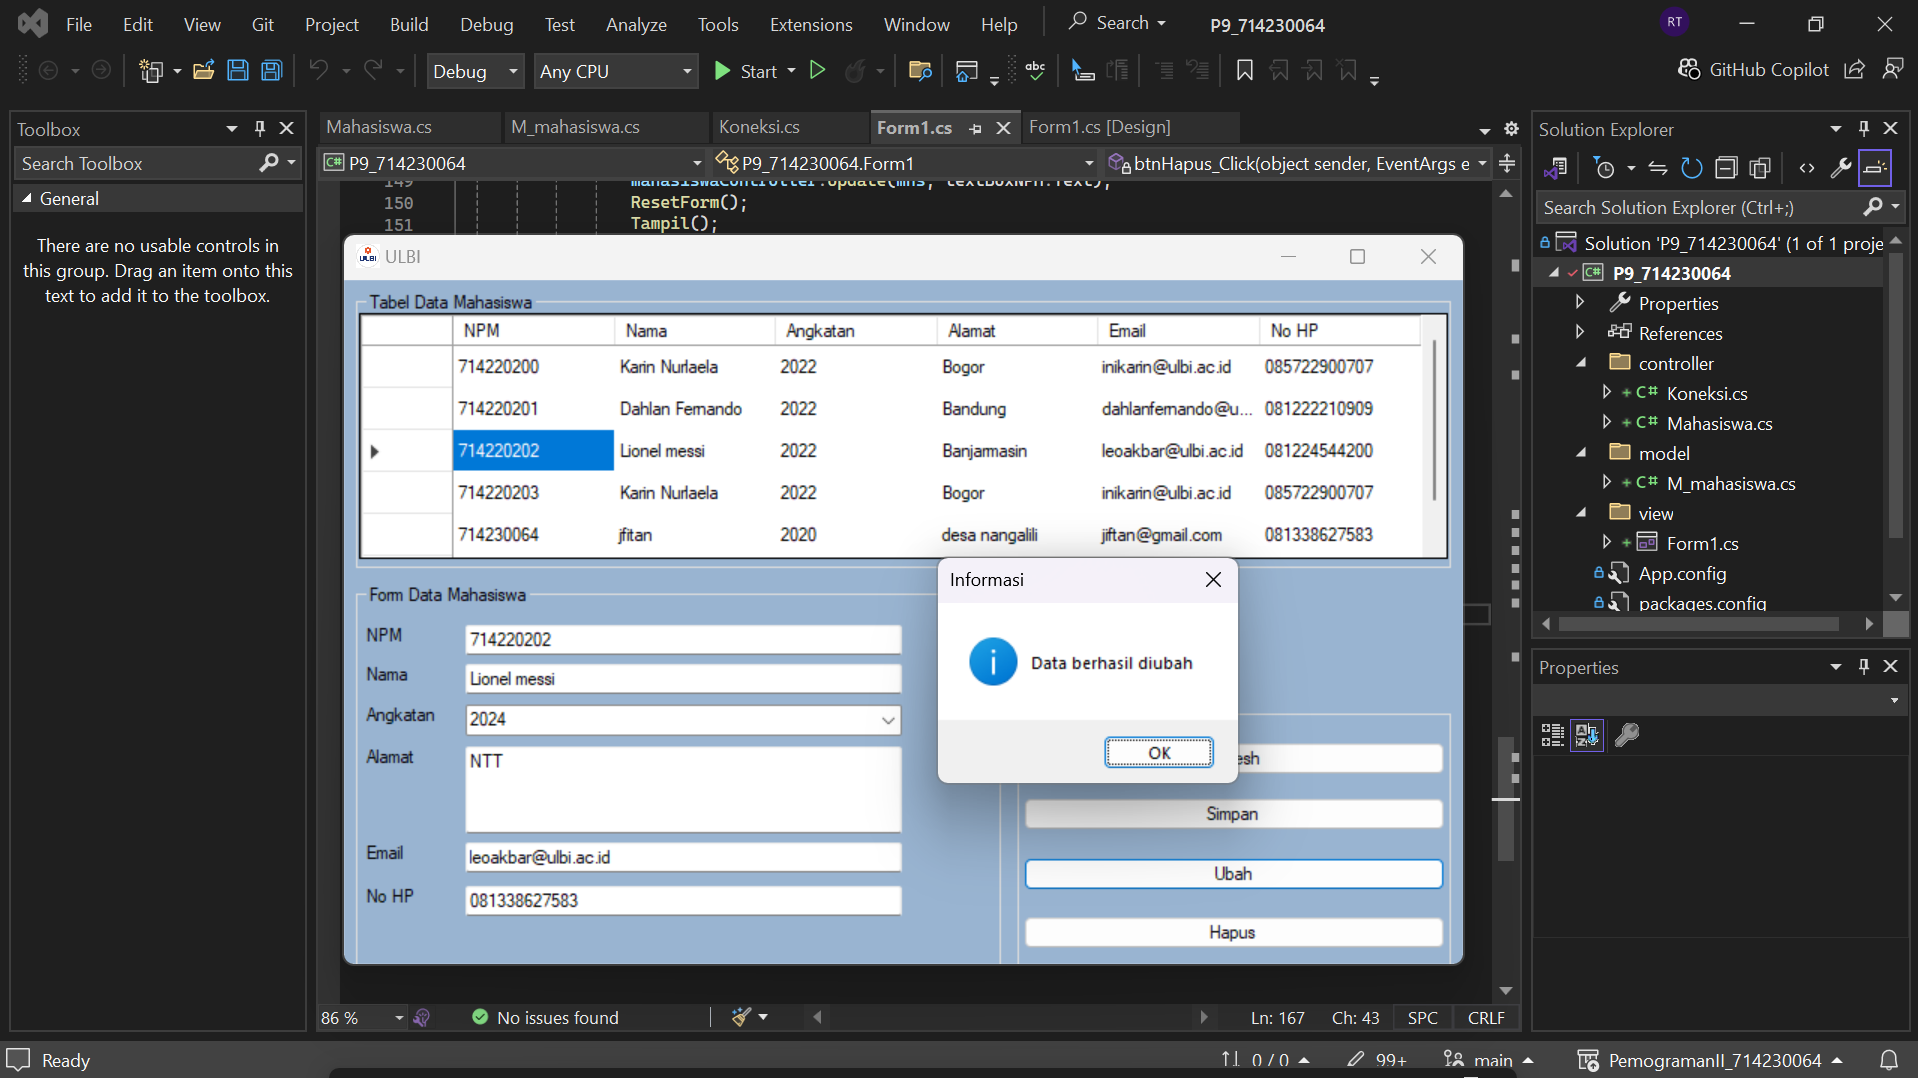 File Edit View Git Project Build Debug Test Analyze Tools Extensions Window Help Search P9_714230064 RT
Debug Any CPU Start GitHub Copilot
Toolbox
Search Toolbox
General
There are no usable controls in
this group. Drag an item onto this
text to add it to the toolbox.
Mahasiswa.cs M_mahasiswa.cs Koneksi.cs Form1.cs Form1.cs [Design]
P9_714230064 P9_714230064.Form1 btnHapus_Click(object sender, EventArgs e
149 mahasiswaController.Update(mhs, textBoxNPM.Text);
150 ResetForm();
151 Tampil();
ULBI ULBI
Tabel Data Mahasiswa
NPM Nama Angkatan Alamat Email No HP
714220200 Karin Nurlaela 2022 Bogor inikarin@ulbi.ac.id 085722900707
714220201 Dahlan Fernando 2022 Bandung dahlanfernando@u... 081222210909
714220202 Lionel messi 2022 Banjarmasin leoakbar@ulbi.ac.id 081224544200
714220203 Karin Nurlaela 2022 Bogor inikarin@ulbi.ac.id 085722900707
714230064 jfitan 2020 desa nangalili jiftan@gmail.com 081338627583
Form Data Mahasiswa
NPM 714220202
Nama Lionel messi
Angkatan 2024
Alamat NTT
Email leoakbar@ulbi.ac.id
No HP 081338627583
Informasi
Data berhasil diubah
OK
esh
Simpan
Ubah
Hapus
86 % No issues found Ln: 167 Ch: 43 SPC CRLF
Solution Explorer
Search Solution Explorer (Ctrl+;)
Solution 'P9_714230064' (1 of 1 proje
P9_714230064
Properties
References
controller
Koneksi.cs
Mahasiswa.cs
model
M_mahasiswa.cs
view
Form1.cs
App.config
packages.config
Properties
Ready 0 / 0 99+ main PemogramanII_714230064